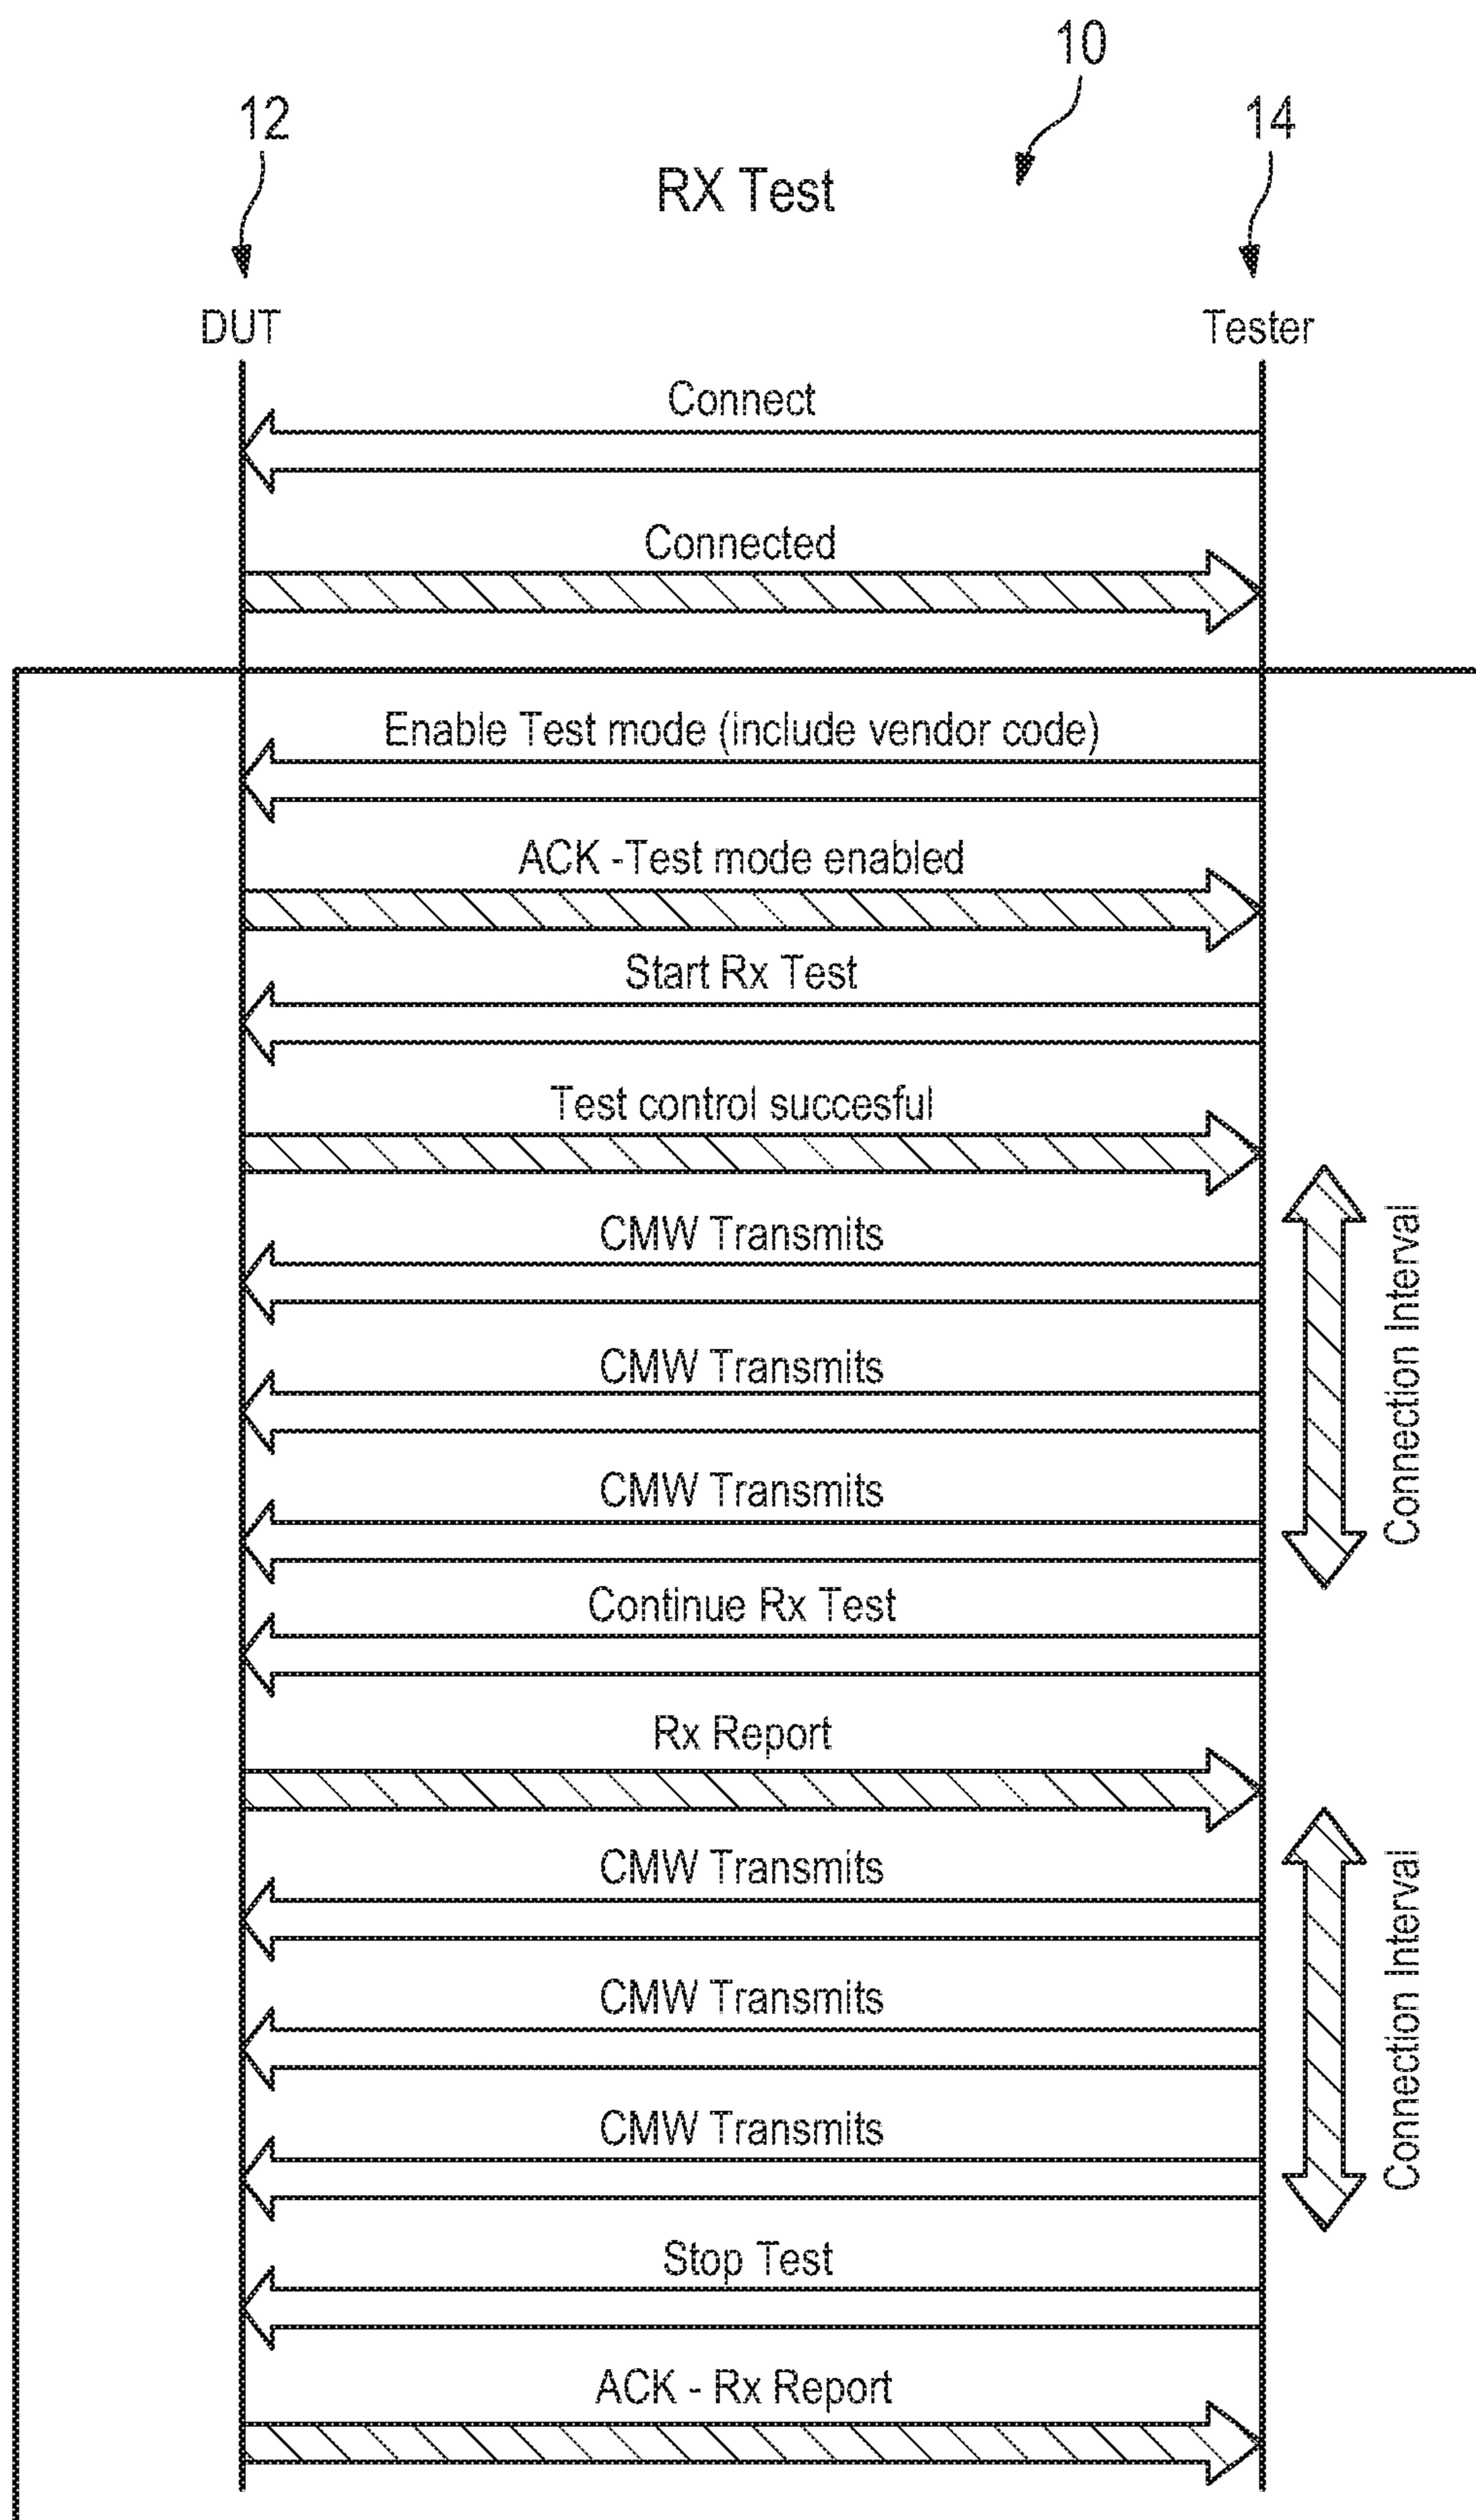 10
12
14
RX Test
DUT
Tester
Connect
Connected
Enable Test mode (include vendor code)
ACK -Test mode enabled
Start Rx Test
Test control succesful
CMW Transmits
CMW Transmits
CMW Transmits
Connection Interval
Continue Rx Test
Rx Report
CMW Transmits
CMW Transmits
CMW Transmits
Connection Interval
Stop Test
ACK - Rx Report